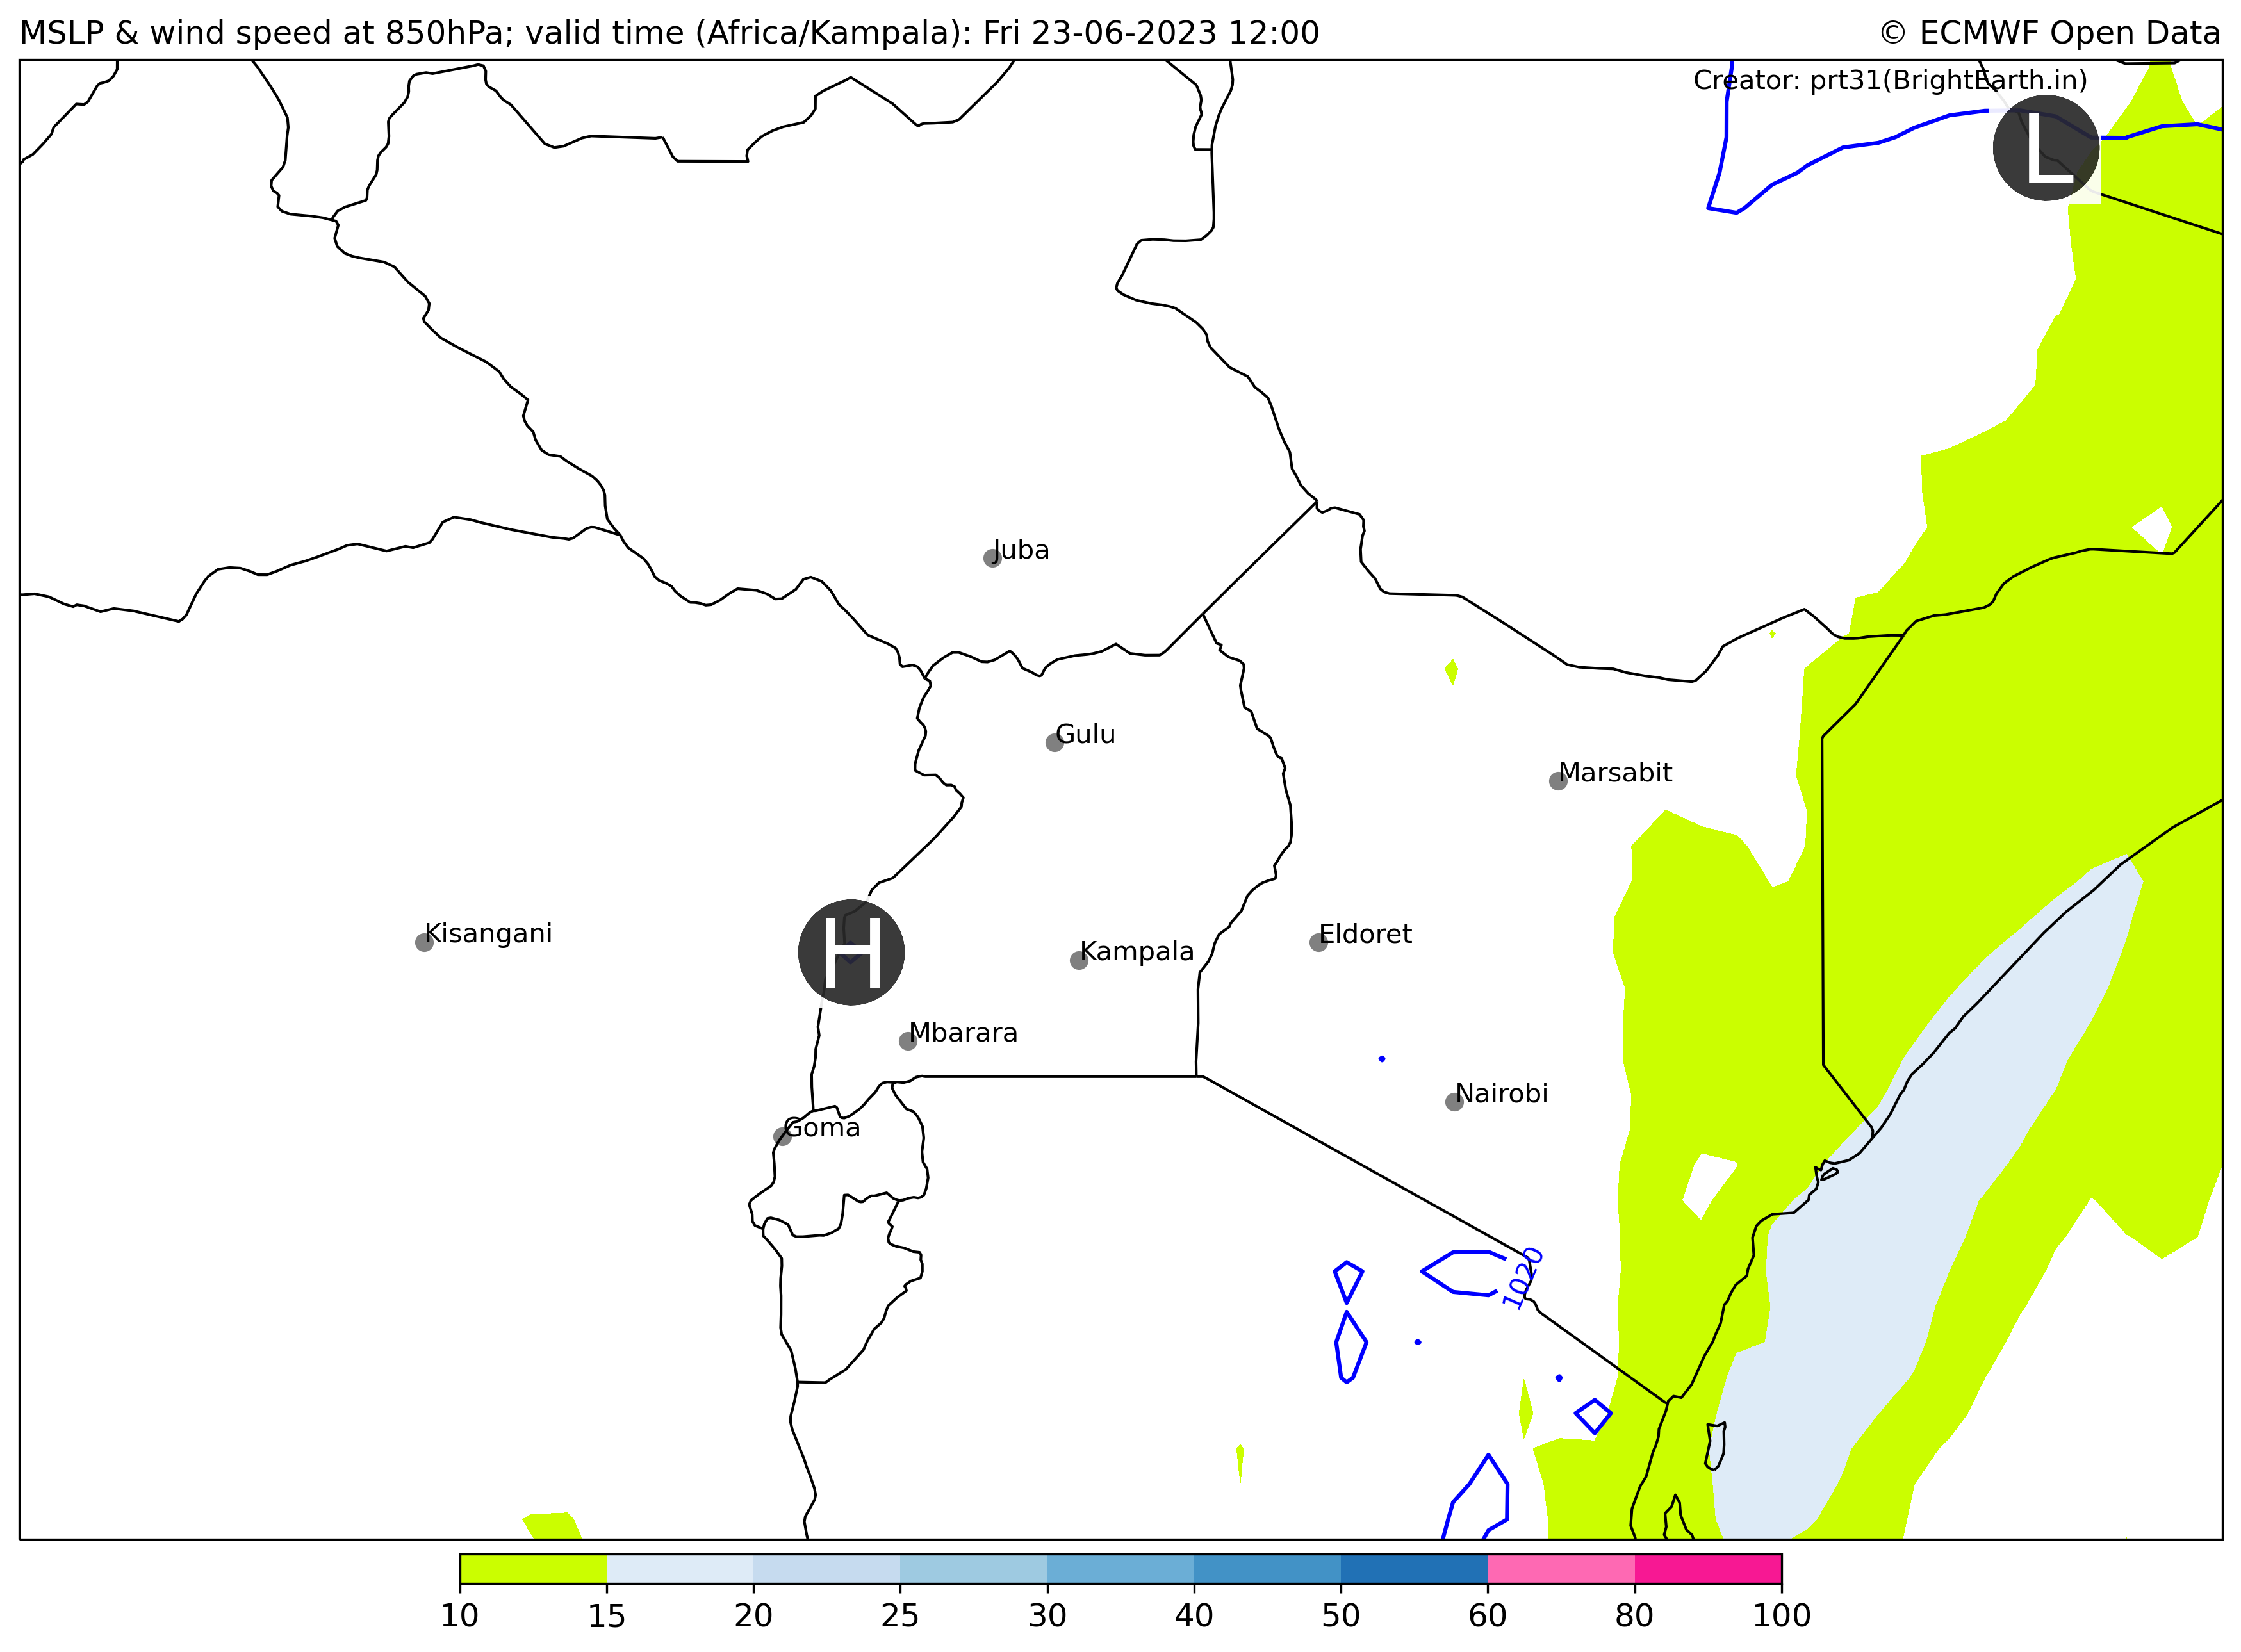 MSLP & wind speed at 850hPa; valid time (Africa/Kampala): Fri 23-06-2023 12:00
© ECMWF Open Data
Creator: prt31(BrightEarth.in)
L
Juba
Gulu
Marsabit
Kisangani
H
Kampala
Eldoret
Mbarara
Nairobi
Goma
1020
10 15 20 25 30 40 50 60 80 100